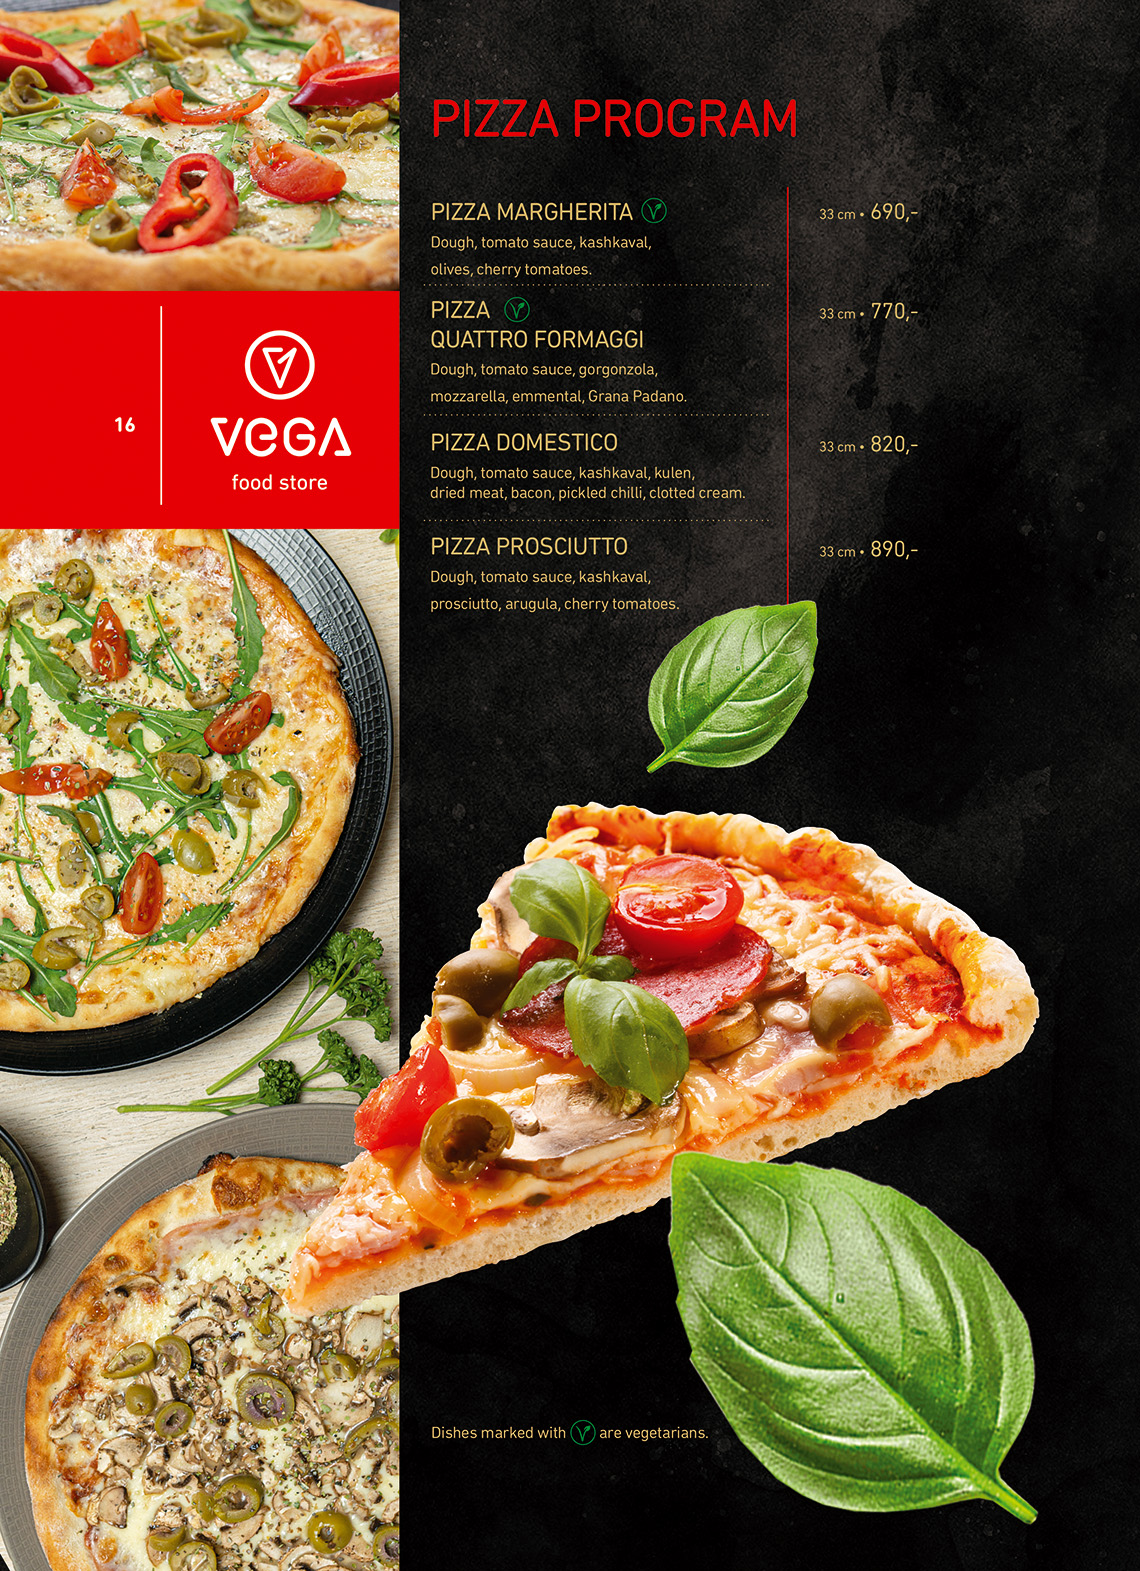 PIZZA PROGRAM
PIZZA MARGHERITA
33 cm • 690,-
Dough, tomato sauce, kashkaval,
olives, cherry tomatoes.
PIZZA
QUATTRO FORMAGGI
33 cm • 770,-
Dough, tomato sauce, gorgonzola,
mozzarella, emmental, Grana Padano.
PIZZA DOMESTICO
33 cm • 820,-
Dough, tomato sauce, kashkaval, kulen,
dried meat, bacon, pickled chilli, clotted cream.
PIZZA PROSCIUTTO
33 cm • 890,-
Dough, tomato sauce, kashkaval,
prosciutto, arugula, cherry tomatoes.
16
VEGA
food store
Dishes marked with V are vegetarians.